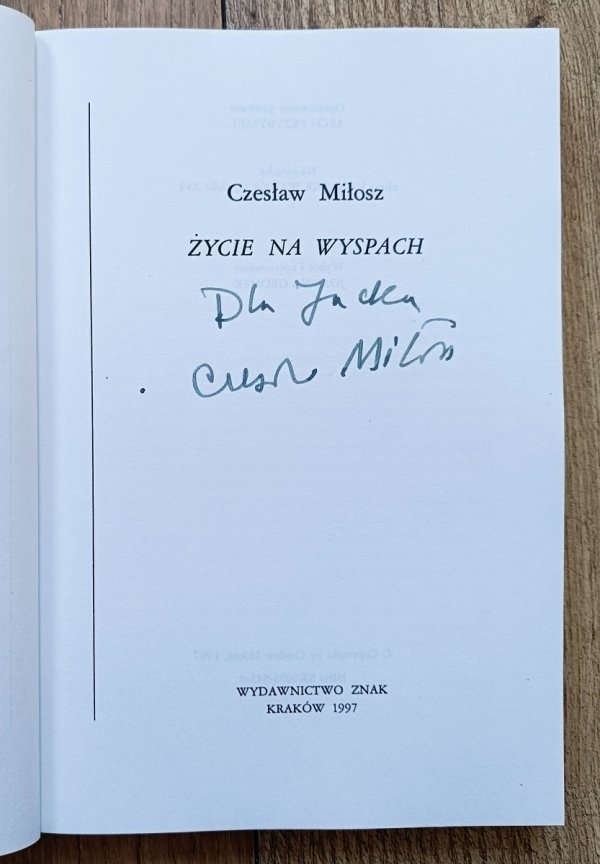 Czesław Miłosz
ŻYCIE NA WYSPACH
Dla Jacka
Czesław Miłosz
WYDAWNICTWO ZNAK
KRAKÓW 1997